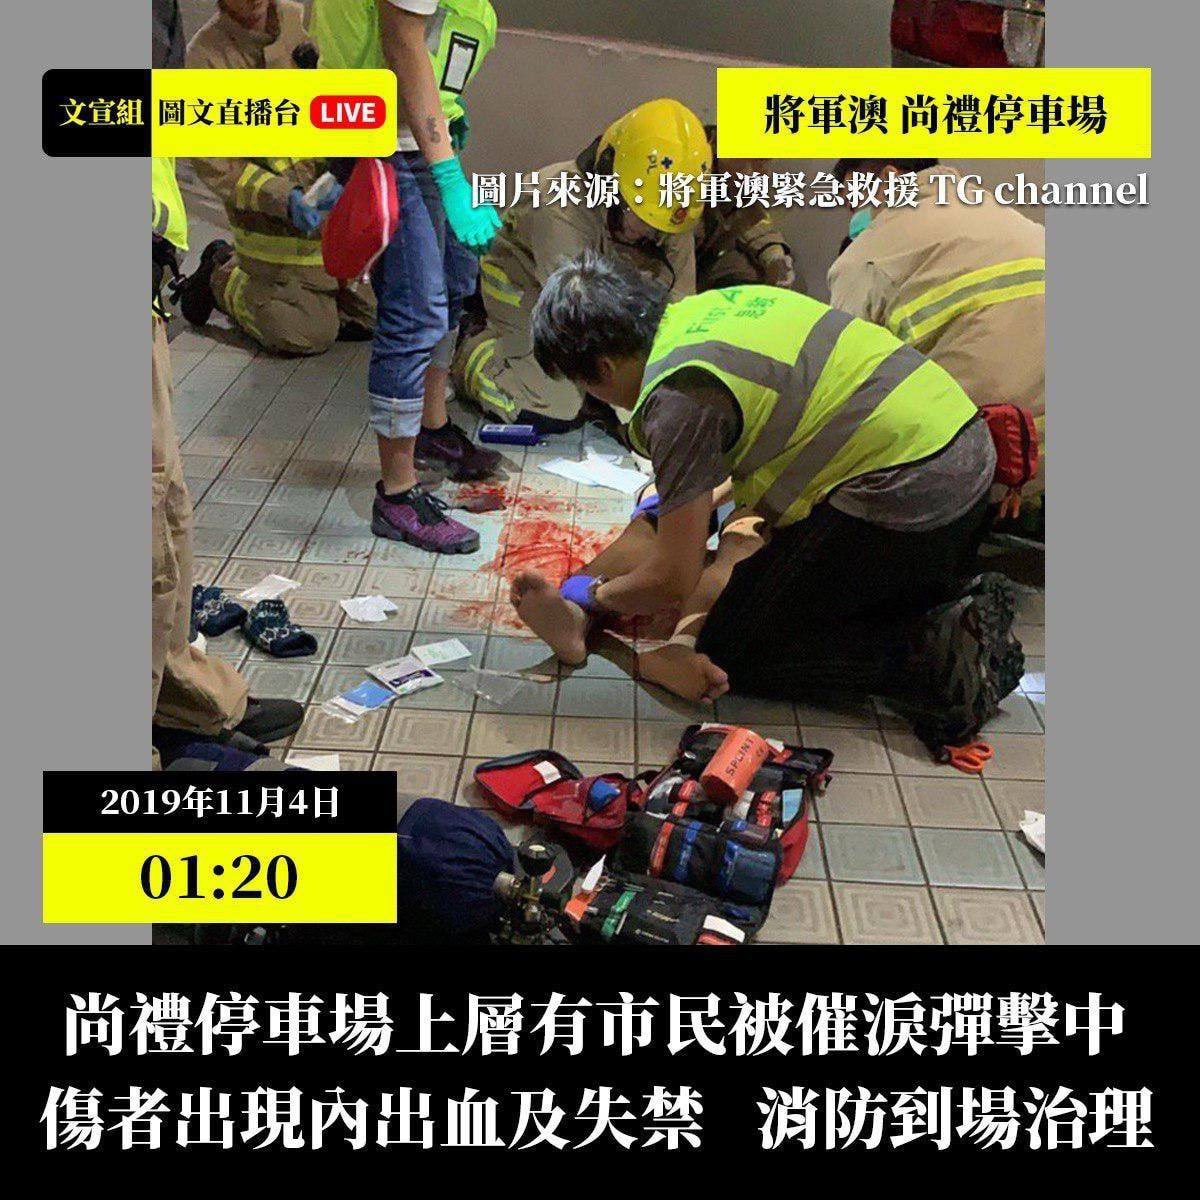 文宣組 圖文直播台 LIVE
將軍澳 尚禮停車場
圖片來源：將軍澳緊急救援 TG channel
First A
SPLINT
2019年11月4日
01:20
尚禮停車場上層有市民被催淚彈擊中
傷者出現內出血及失禁 消防到場治理